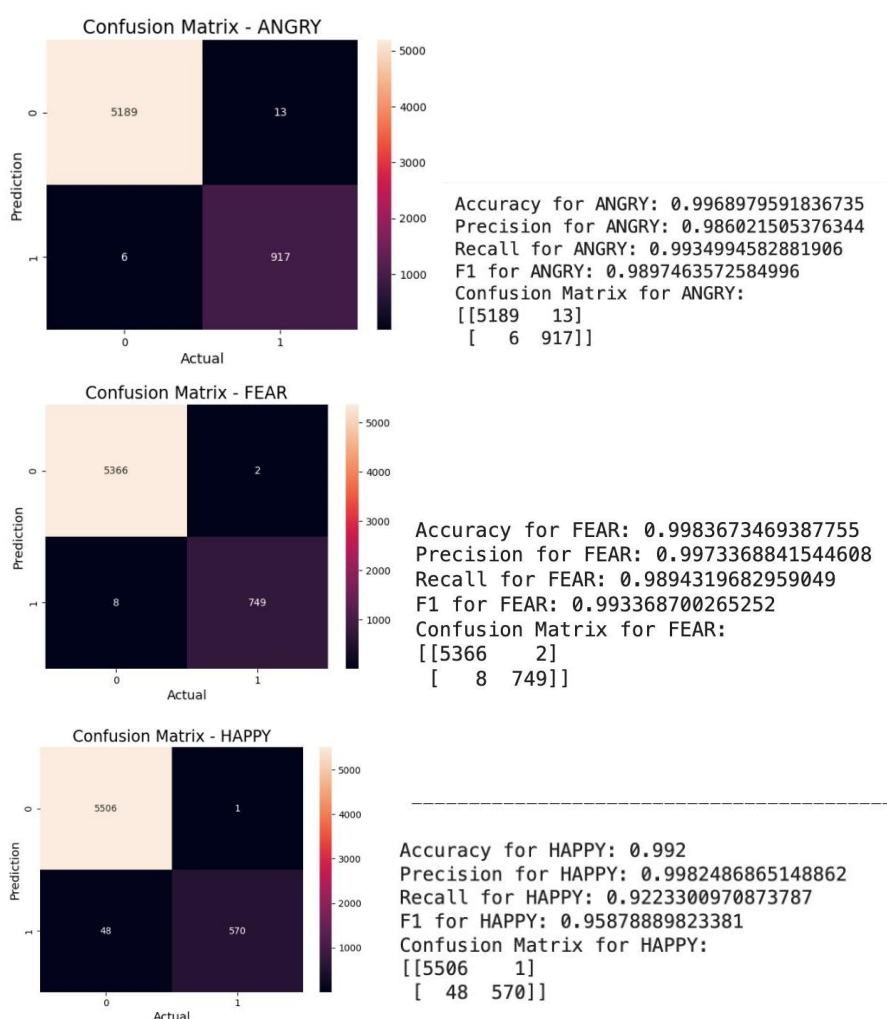 Confusion Matrix - ANGRY
5000
0
5189
13
4000
3000
Prediction
2000
1
6
917
1000
0
1
Actual
Accuracy for ANGRY: 0.9968979591836735
Precision for ANGRY: 0.986021505376344
Recall for ANGRY: 0.9934994582881906
F1 for ANGRY: 0.9897463572584996
Confusion Matrix for ANGRY:
[[5189   13]
 [   6  917]]
Confusion Matrix - FEAR
5000
0
5366
2
4000
3000
Prediction
2000
1
8
749
1000
0
1
Actual
Accuracy for FEAR: 0.9983673469387755
Precision for FEAR: 0.9973368841544608
Recall for FEAR: 0.9894319682959049
F1 for FEAR: 0.993368700265252
Confusion Matrix for FEAR:
[[5366    2]
 [   8  749]]
Confusion Matrix - HAPPY
5000
0
5506
1
4000
3000
Prediction
2000
1
48
570
1000
0
1
Actual
Accuracy for HAPPY: 0.992
Precision for HAPPY: 0.9982486865148862
Recall for HAPPY: 0.9223300970873787
F1 for HAPPY: 0.95878889823381
Confusion Matrix for HAPPY:
[[5506    1]
 [  48  570]]